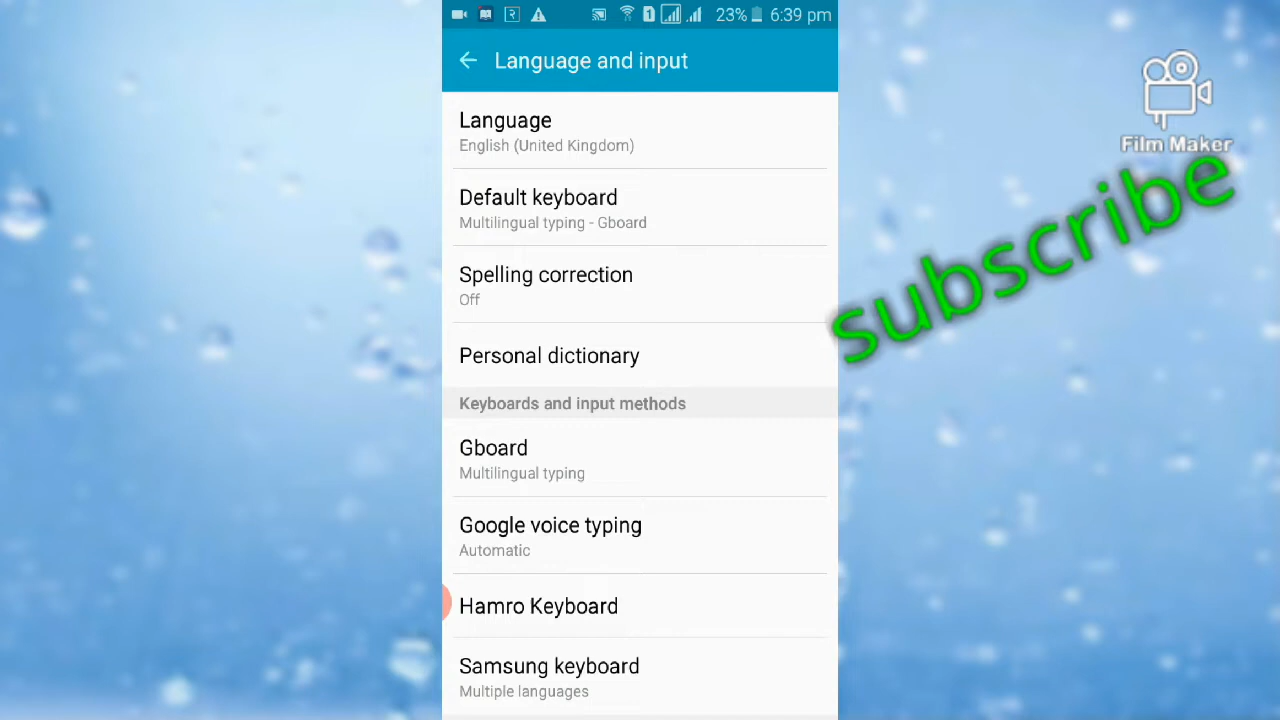 1 23% 6:39 pm
Language and input
Language
English (United Kingdom)
Default keyboard
Multilingual typing - Gboard
Spelling correction
Off
Personal dictionary
Keyboards and input methods
Gboard
Multilingual typing
Google voice typing
Automatic
Hamro Keyboard
Samsung keyboard
Multiple languages
Film Maker
subscribe